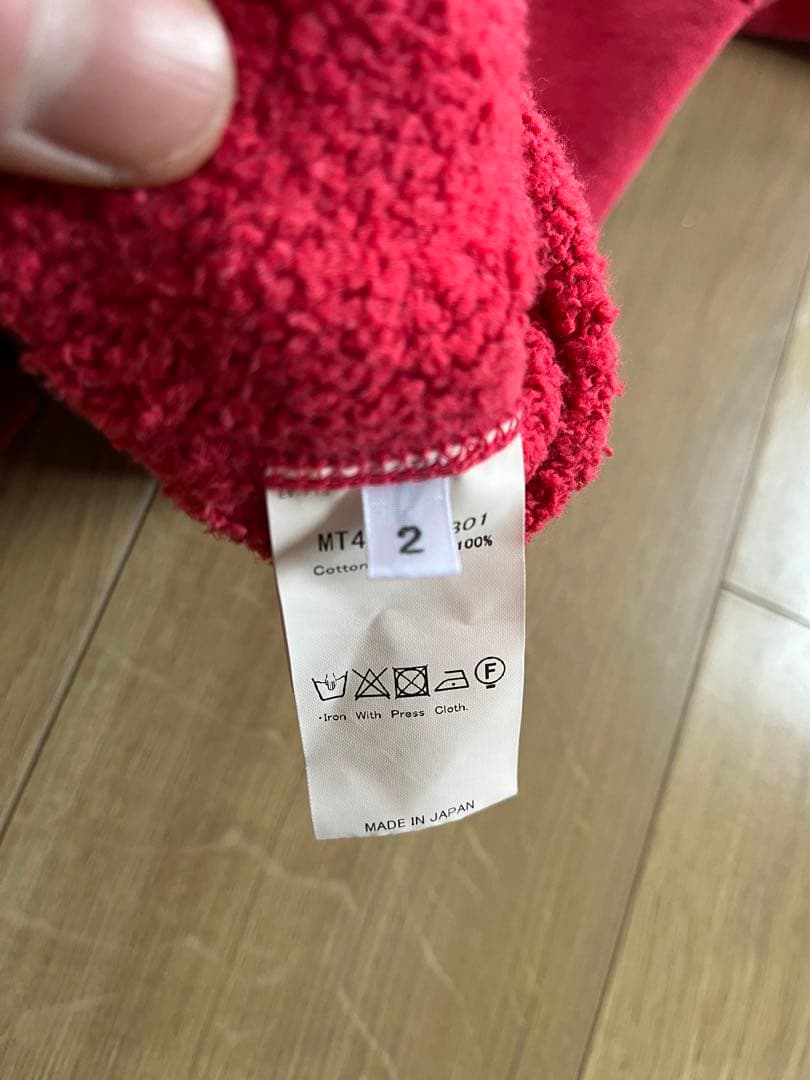 MT4
301
2
100%
Cotton
F
·Iron With Press Cloth.
MADE IN JAPAN